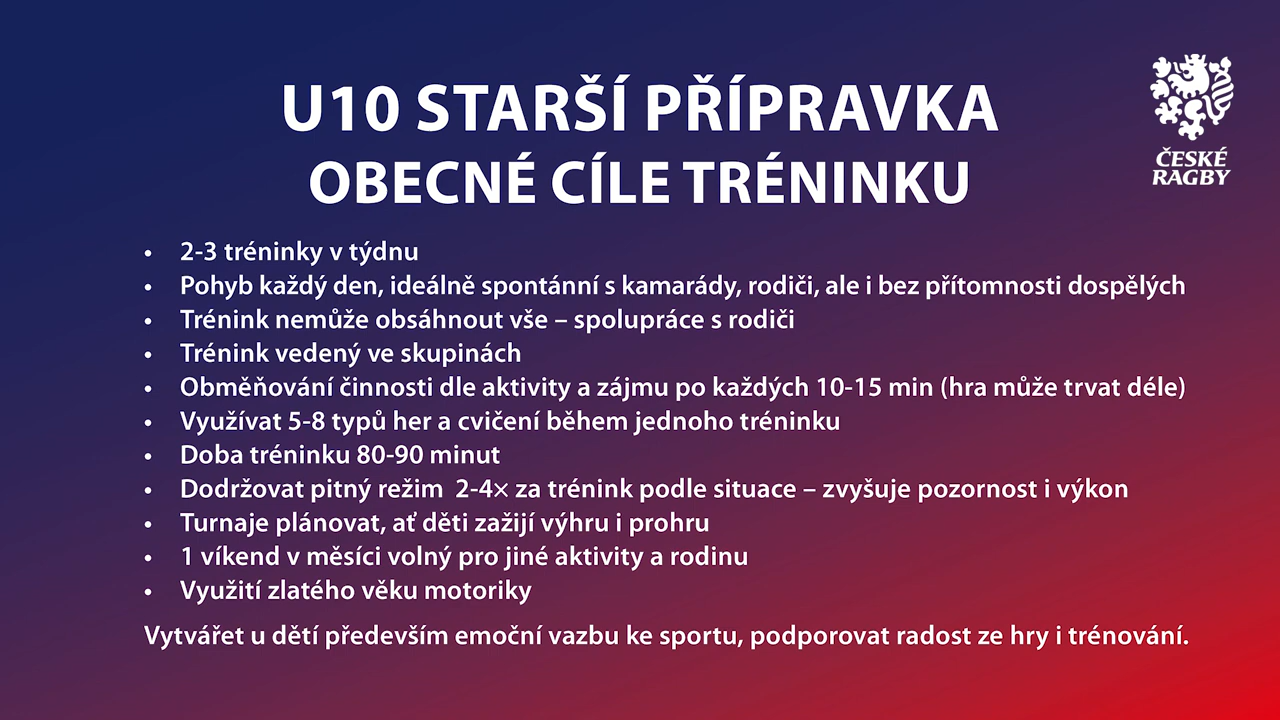 U10 STARŠÍ PŘÍPRAVKA
OBECNÉ CÍLE TRÉNINKU
ČESKÉ
RAGBY
• 2-3 tréninky v týdnu
• Pohyb každý den, ideálně spontánní s kamarády, rodiči, ale i bez přítomnosti dospělých
• Trénink nemůže obsáhnout vše – spolupráce s rodiči
• Trénink vedený ve skupinách
• Obměňování činnosti dle aktivity a zájmu po každých 10-15 min (hra může trvat déle)
• Využívat 5-8 typů her a cvičení během jednoho tréninku
• Doba tréninku 80-90 minut
• Dodržovat pitný režim  2-4× za trénink podle situace – zvyšuje pozornost i výkon
• Turnaje plánovat, ať děti zažijí výhru i prohru
• 1 víkend v měsíci volný pro jiné aktivity a rodinu
• Využití zlatého věku motoriky
Vytvářet u dětí především emoční vazbu ke sportu, podporovat radost ze hry i trénování.